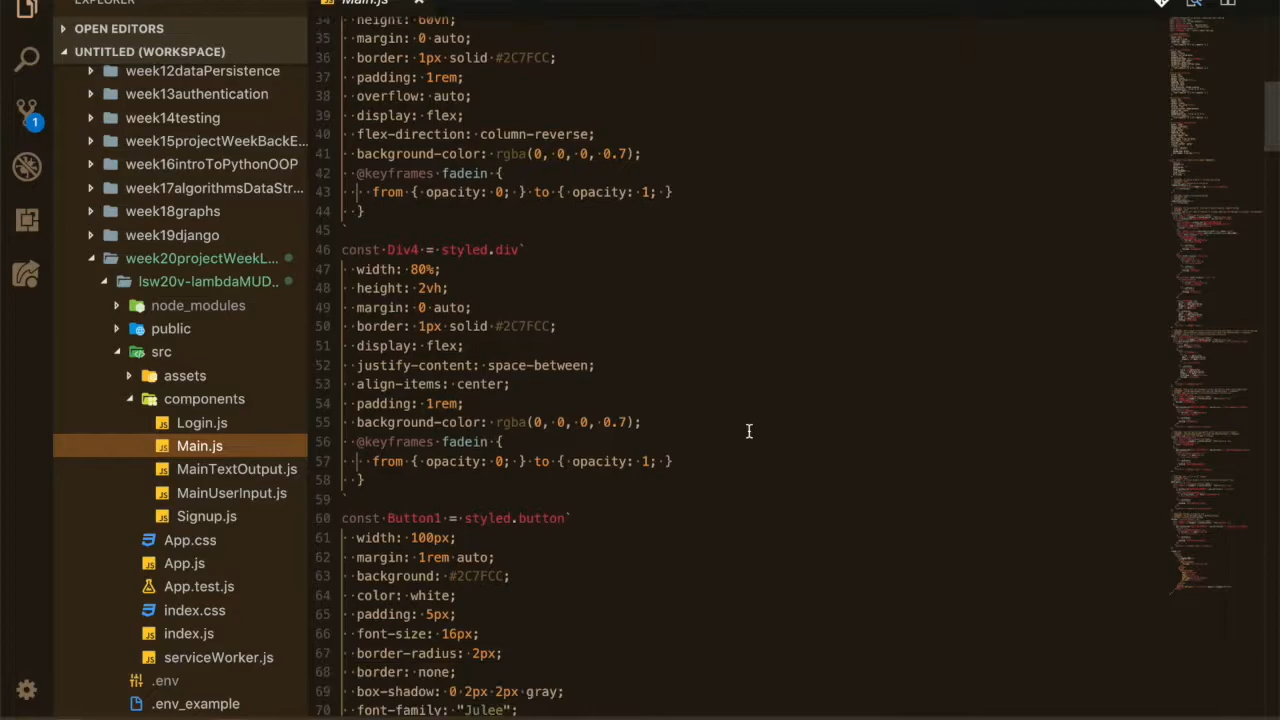 EXPLORER
OPEN EDITORS
UNTITLED (WORKSPACE)
week12dataPersistence
week13authentication
week14testing
week15projectWeekBackE...
week16introToPythonOOP
week17algorithmsDataStr...
week18graphs
week19django
week20projectWeekL...
lsw20v-lambdaMUD...
node_modules
public
src
assets
components
Login.js
Main.js
MainTextOutput.js
MainUserInput.js
Signup.js
App.css
App.js
App.test.js
index.css
index.js
serviceWorker.js
.env
.env_example
1
Main.js
34 height: 60vh;
35 margin: 0 auto;
36 border: 1px solid #2C7FCC;
37 padding: 1rem;
38 overflow: auto;
39 display: flex;
40 flex-direction: column-reverse;
41 background-color: rgba(0, 0, 0, 0.7);
42 @keyframes fadein {
43 from { opacity: 0; } to { opacity: 1; }
44 }
45 `
46 const Div4 = styled.div`
47 width: 80%;
48 height: 2vh;
49 margin: 0 auto;
50 border: 1px solid #2C7FCC;
51 display: flex;
52 justify-content: space-between;
53 align-items: center;
54 padding: 1rem;
55 background-color: rgba(0, 0, 0, 0.7);
56 @keyframes fadein {
57 from { opacity: 0; } to { opacity: 1; }
58 }
59 `
60 const Button1 = styled.button`
61 width: 100px;
62 margin: 1rem auto;
63 background: #2C7FCC;
64 color: white;
65 padding: 5px;
66 font-size: 16px;
67 border-radius: 2px;
68 border: none;
69 box-shadow: 0 2px 2px gray;
70 font-family: "Julee";